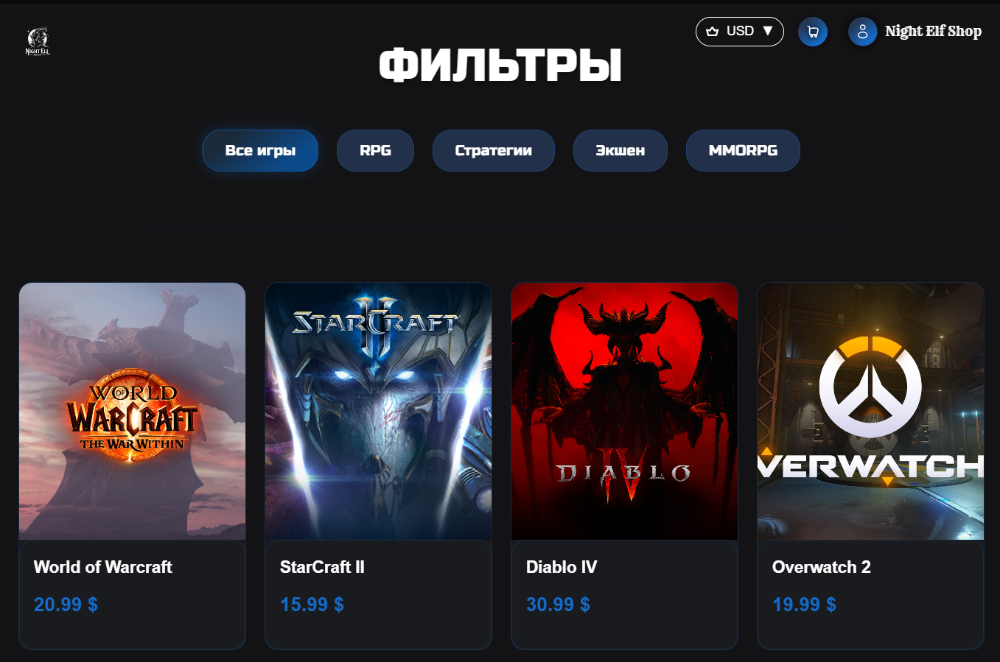 NIGHT ELF
SHOP
USD ▼
Night Elf Shop
ФИЛЬТРЫ
Все игры
RPG
Стратегии
Экшен
MMORPG
WORLD
OF
WARCRAFT
THE WAR WITHIN
STARCRAFT
II
DIABLO
IV
VERWATCH
World of Warcraft
20.99 $
StarCraft II
15.99 $
Diablo IV
30.99 $
Overwatch 2
19.99 $